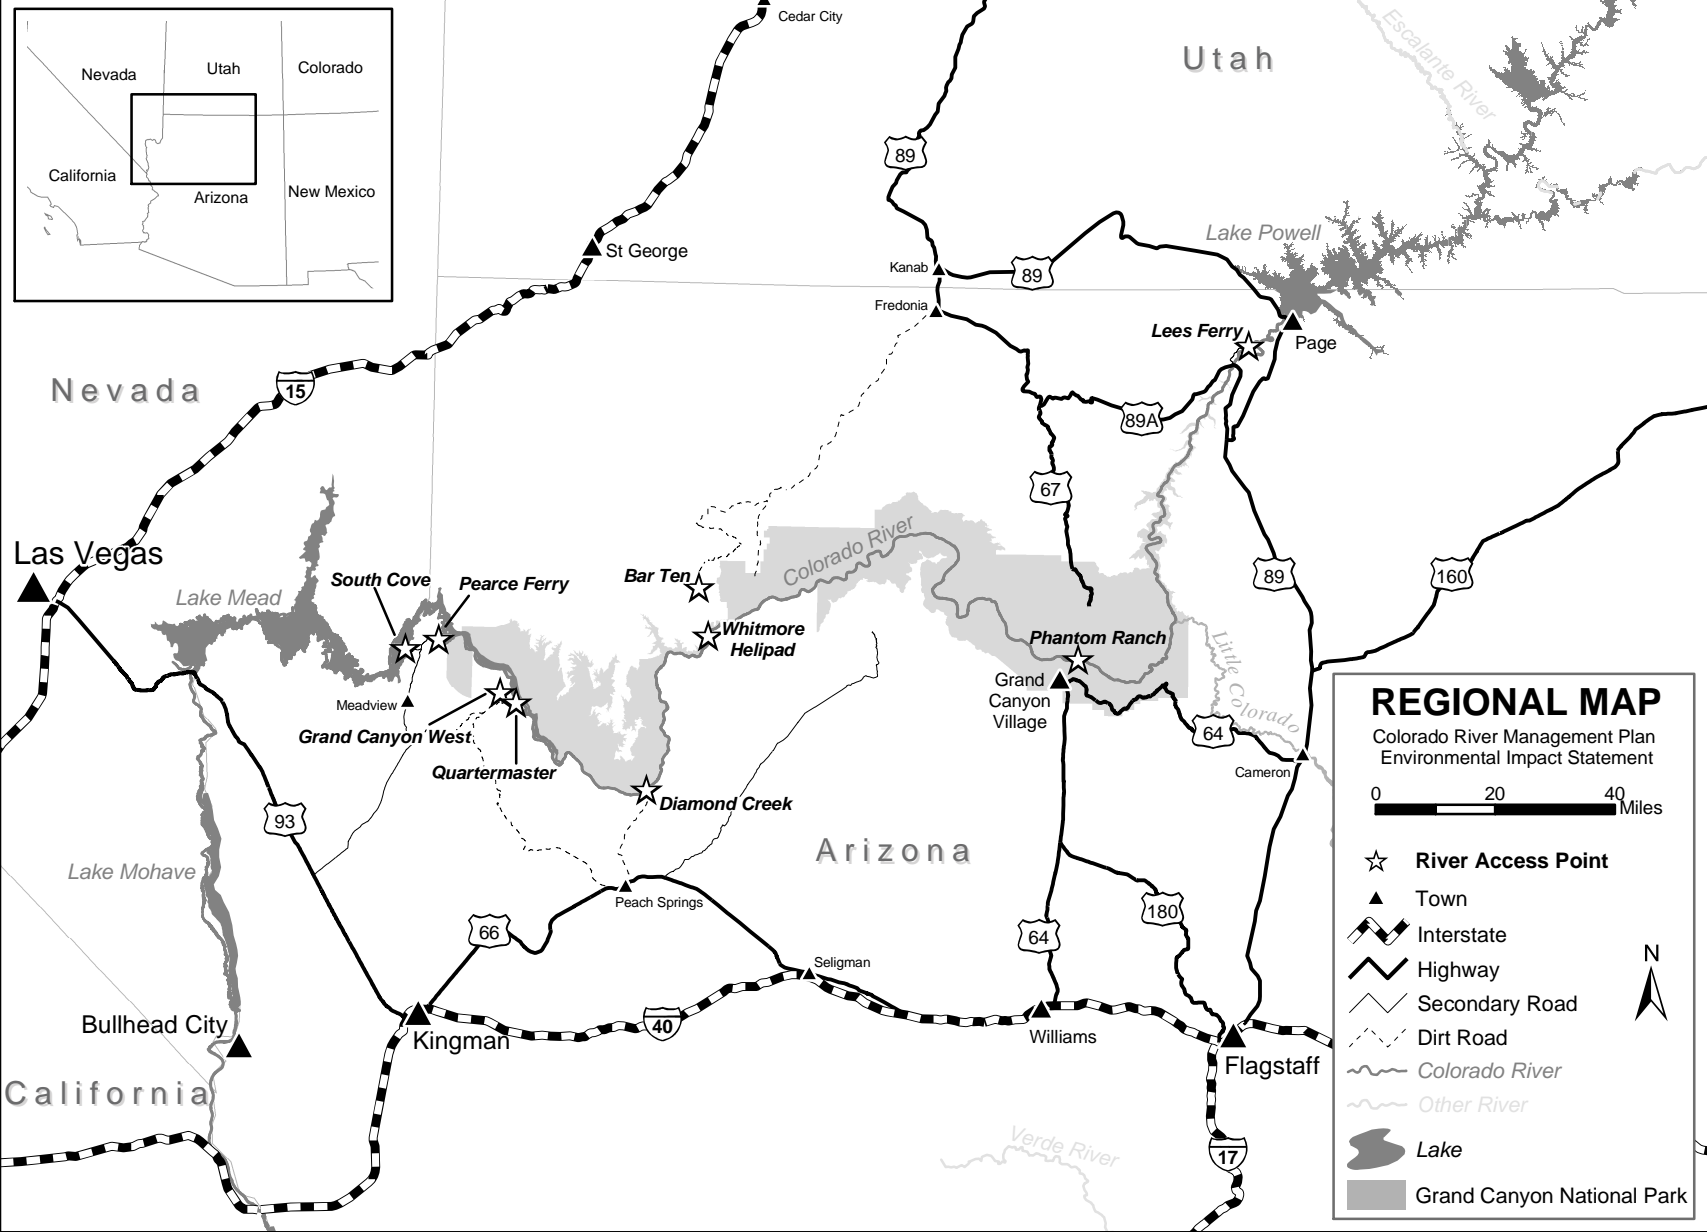 Nevada
Utah
Colorado
California
Arizona
New Mexico
Cedar City
Utah
Escalante River
89
St George
Kanab
89
Lake Powell
Fredonia
Lees Ferry
Page
Nevada
15
89A
67
Las Vegas
Colorado River
South Cove
Pearce Ferry
Bar Ten
89
160
Lake Mead
Whitmore
Helipad
Phantom Ranch
Little Colorado
Grand
Canyon
Village
Meadview
Grand Canyon West
64
Quartermaster
Cameron
Diamond Creek
93
Arizona
Lake Mohave
Peach Springs
66
180
64
Seligman
Bullhead City
40
Kingman
Williams
Flagstaff
California
Verde River
17
REGIONAL MAP
Colorado River Management Plan
Environmental Impact Statement
0 20 40
Miles
River Access Point
Town
Interstate
Highway
Secondary Road
Dirt Road
Colorado River
Other River
Lake
Grand Canyon National Park
N